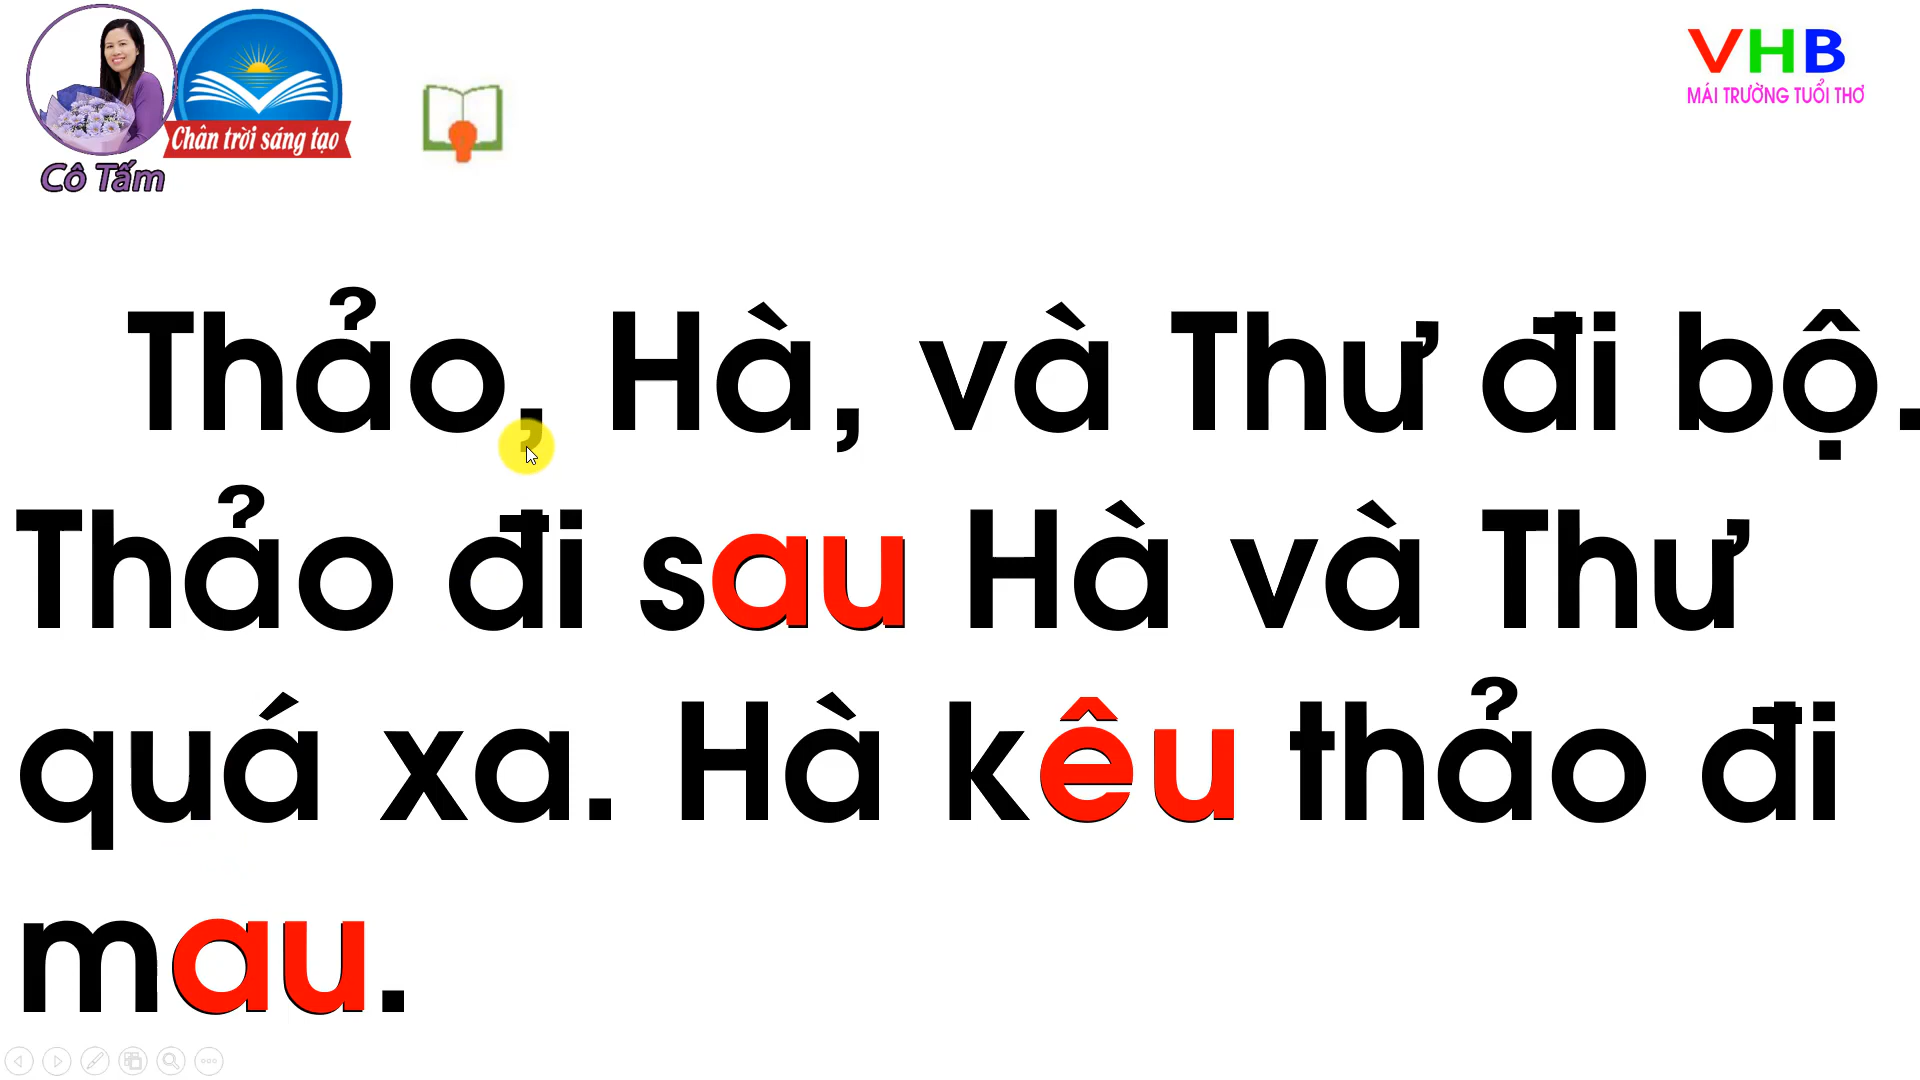 Cô Tấm
Chân trời sáng tạo
VHB
MÁI TRƯỜNG TUỔI THƠ
Thảo, Hà, và Thư đi bộ.
Thảo đi sau Hà và Thư
quá xa. Hà kêu thảo đi
mau.